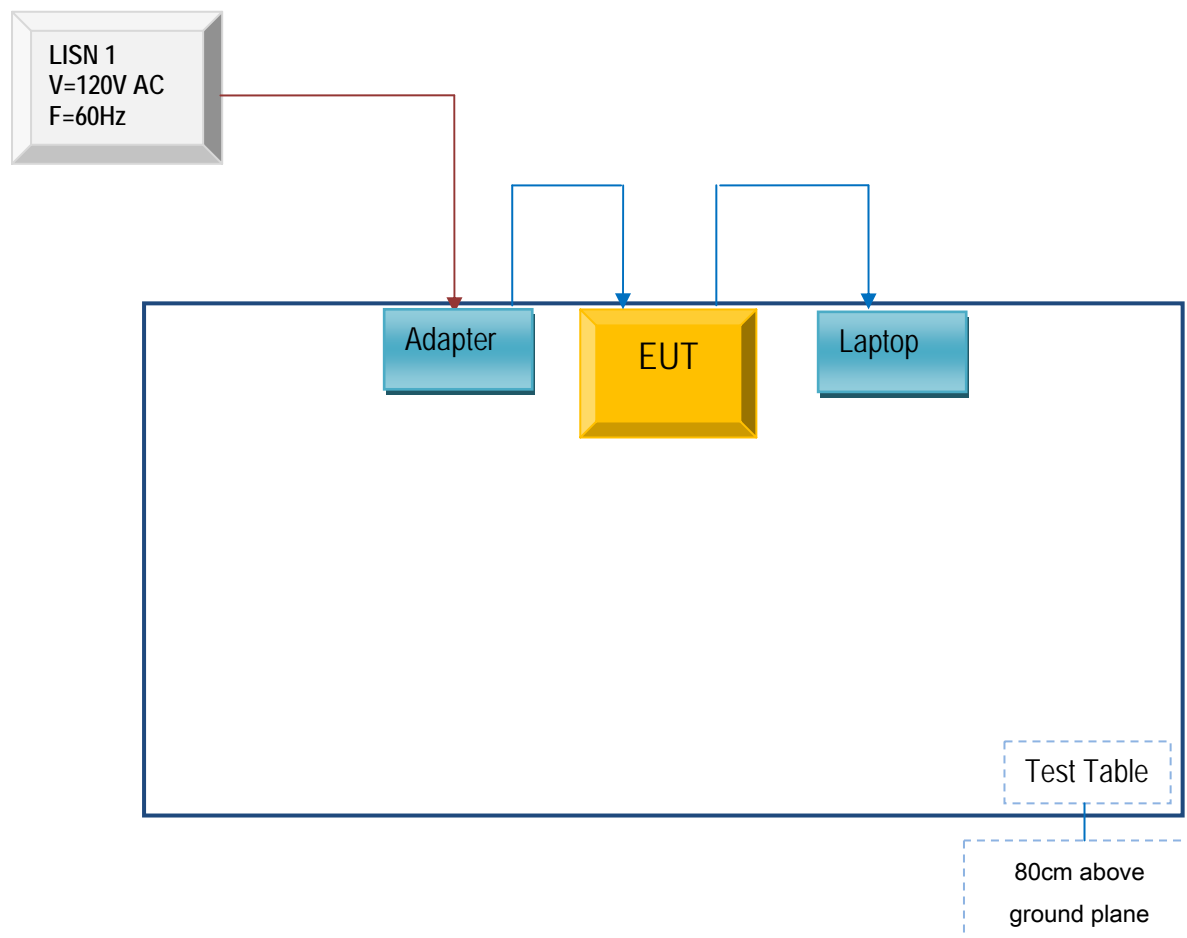 LISN 1
V=120V AC
F=60Hz
Adapter
EUT
Laptop
Test Table
80cm above
ground plane